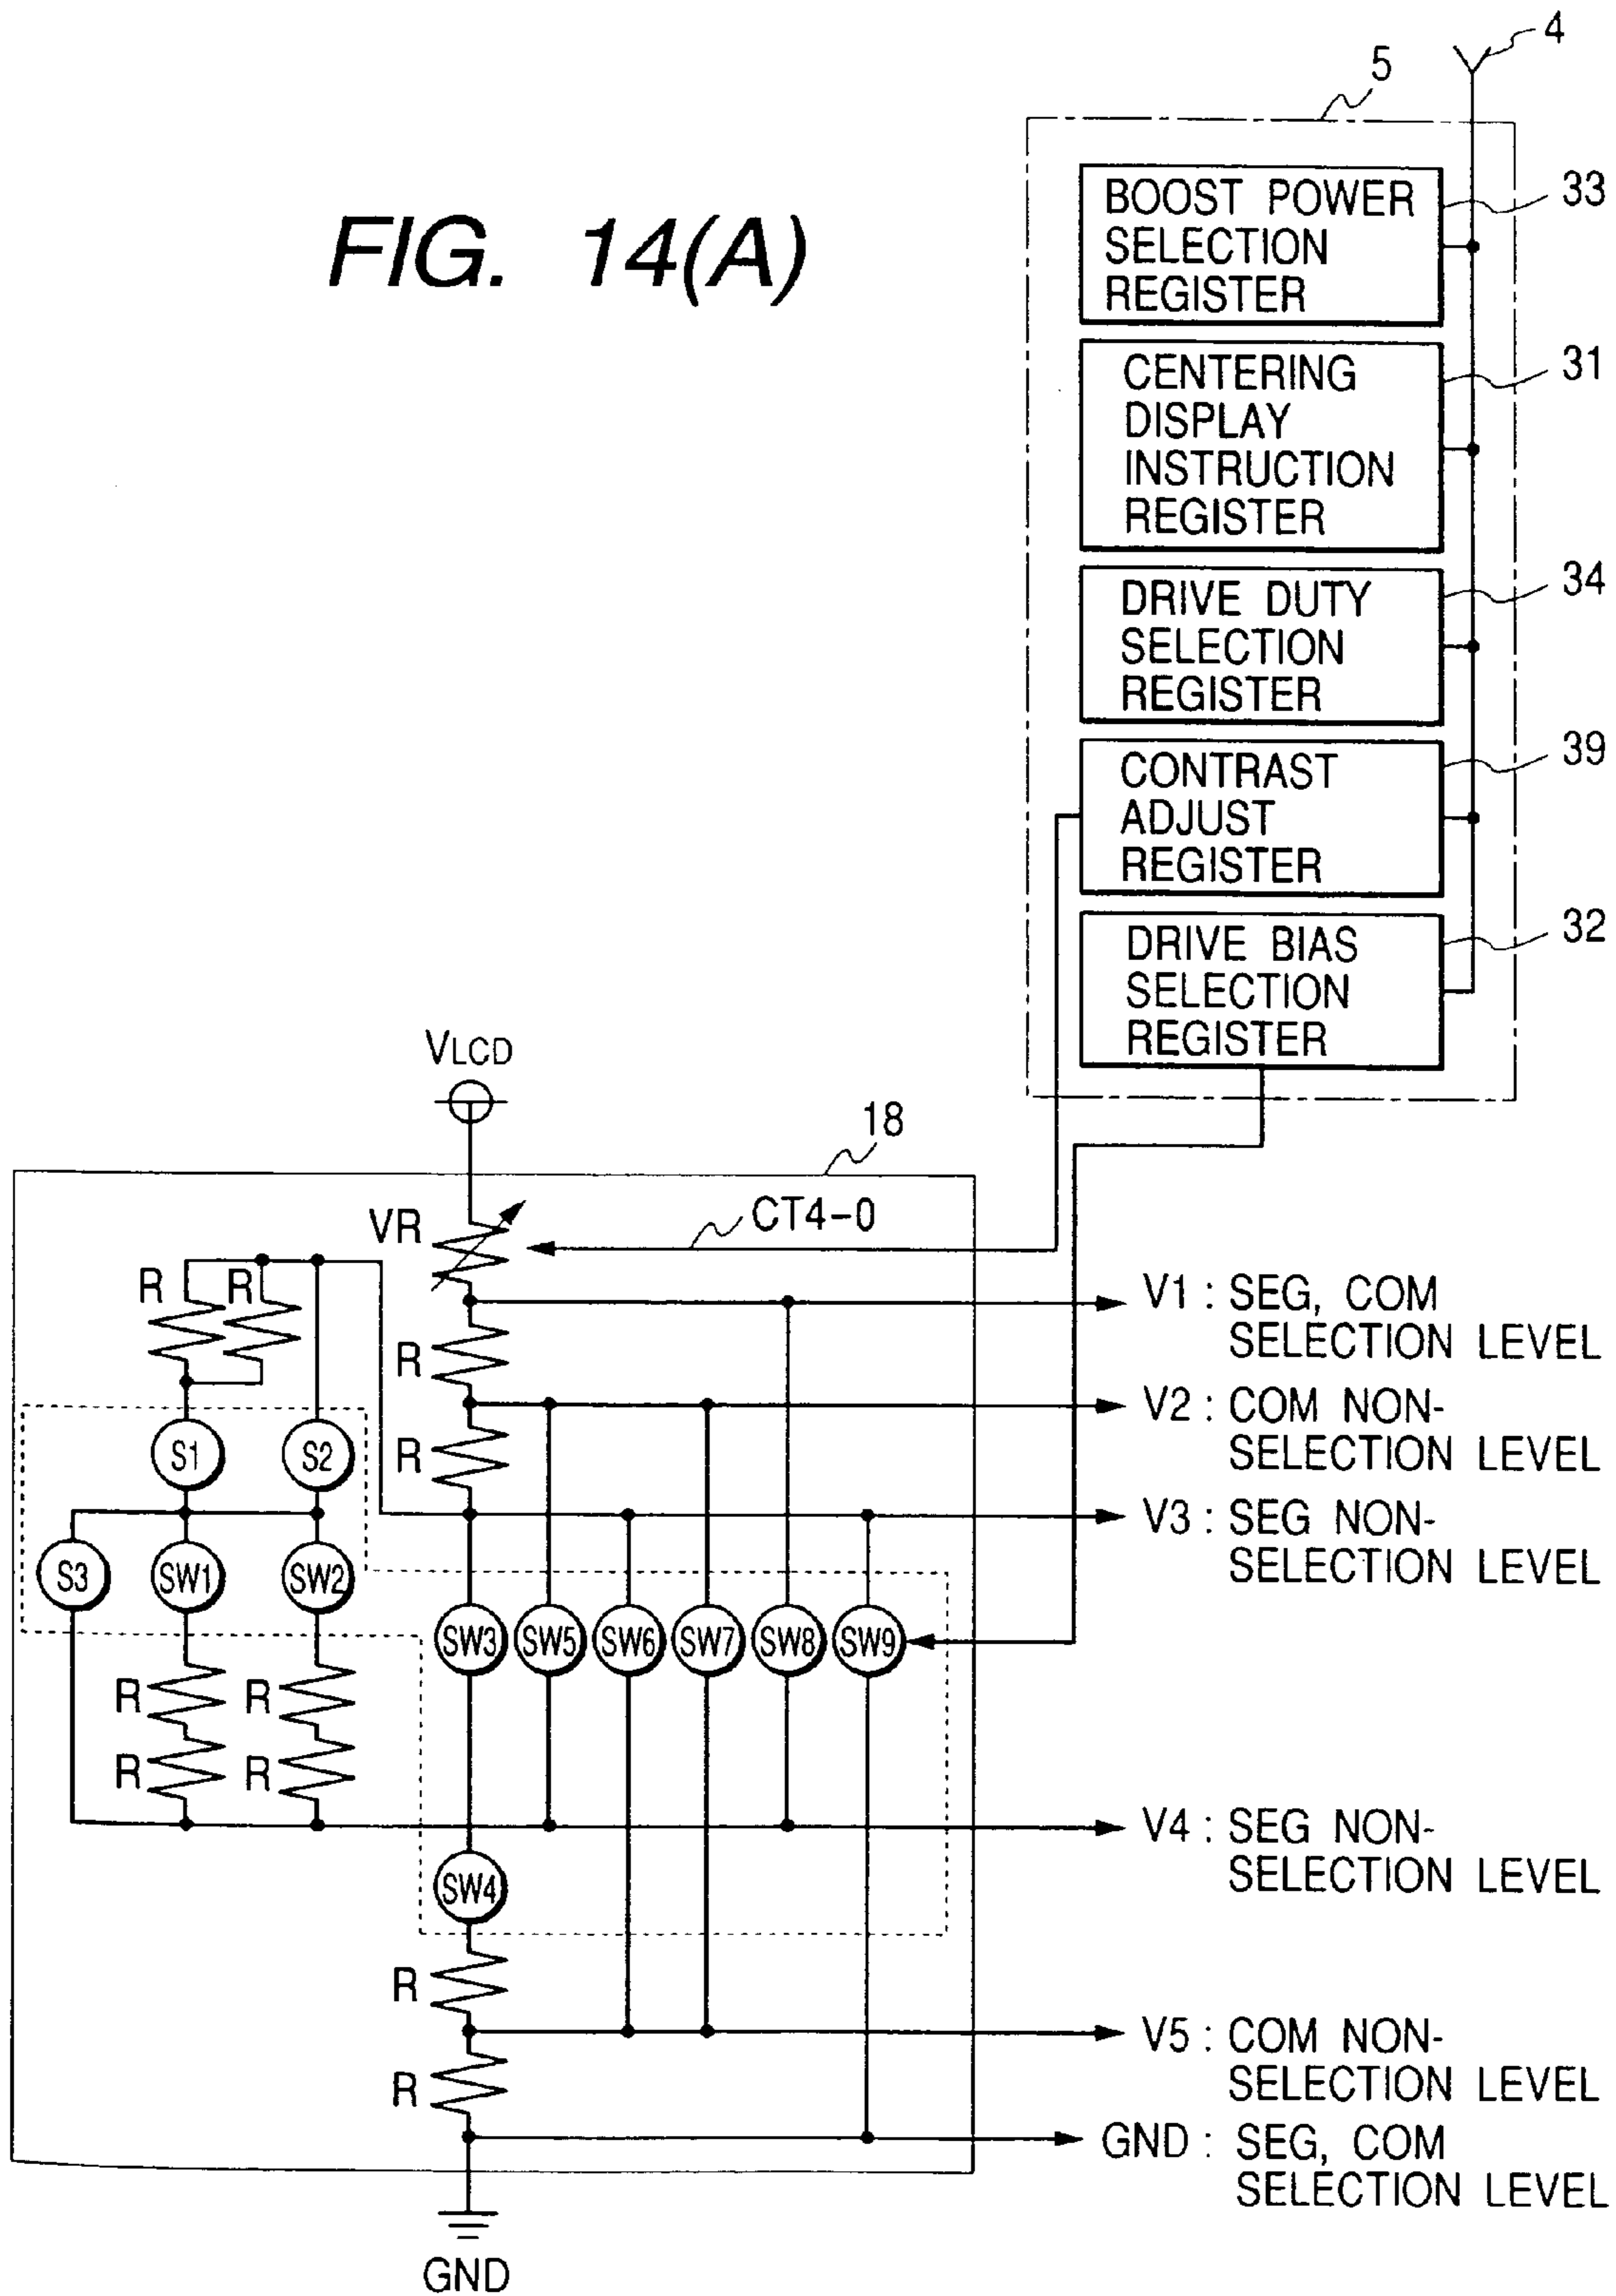 FIG. 14(A)
4
5
BOOST POWER
SELECTION
REGISTER
33
CENTERING
DISPLAY
INSTRUCTION
REGISTER
31
DRIVE DUTY
SELECTION
REGISTER
34
CONTRAST
ADJUST
REGISTER
39
DRIVE BIAS
SELECTION
REGISTER
32
VLCD
18
VR
CT4-0
R
R
R
R
V1 : SEG, COM
SELECTION LEVEL
V2 : COM NON-
SELECTION LEVEL
V3 : SEG NON-
SELECTION LEVEL
S1
S2
S3
SW1
SW2
SW3
SW5
SW6
SW7
SW8
SW9
R
R
R
R
V4 : SEG NON-
SELECTION LEVEL
SW4
R
V5 : COM NON-
SELECTION LEVEL
R
GND : SEG, COM
SELECTION LEVEL
GND